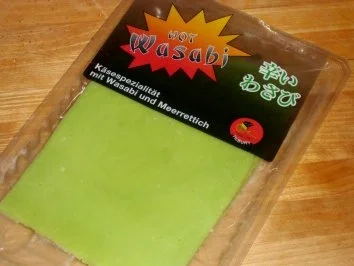 HOT
Wasabi
Käsespezialität
mit Wasabi und Meerrettich
辛い
わさび